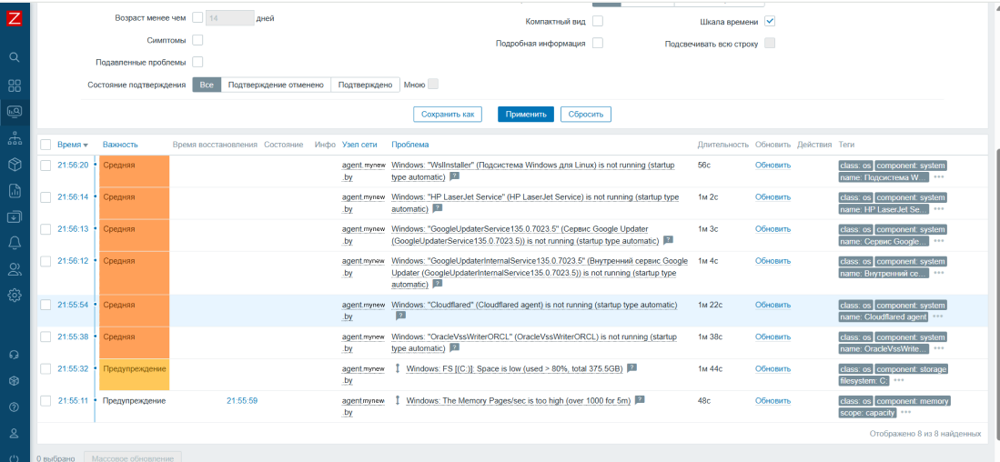 Z
Возраст менее чем 14 дней
Компактный вид
Шкала времени
Симптомы
Подробная информация
Подсвечивать всю строку
Подавленные проблемы
Состояние подтверждения Все Подтверждение отменено Подтверждено Мною
Сохранить как Применить Сбросить
Время Важность Время восстановления Состояние Инфо Узел сети Проблема Длительность Обновить Действия Теги
21:56:20 Средняя agent.mynew Windows: "WslInstaller" (Подсистема Windows для Linux) is not running (startup 56с Обновить class: os component: system
.by type automatic) ? name: Подсистема W... •••
21:56:14 Средняя agent.mynew Windows: "HP LaserJet Service" (HP LaserJet Service) is not running (startup type 1м 2с Обновить class: os component: system
.by automatic) ? name: HP LaserJet Se... •••
21:56:13 Средняя agent.mynew Windows: "GoogleUpdaterService135.0.7023.5" (Сервис Google Updater 1м 3с Обновить class: os component: system
.by (GoogleUpdaterService135.0.7023.5)) is not running (startup type automatic) ? name: Сервис Google... •••
21:56:12 Средняя agent.mynew Windows: "GoogleUpdaterInternalService135.0.7023.5" (Внутренний сервис Google 1м 4с Обновить class: os component: system
.by Updater (GoogleUpdaterInternalService135.0.7023.5)) is not running (startup type name: Внутренний се... •••
automatic) ?
21:55:54 Средняя agent.mynew Windows: "Cloudflared" (Cloudflared agent) is not running (startup type automatic) 1м 22с Обновить class: os component: system
.by ? name: Cloudflared agent •••
21:55:38 Средняя agent.mynew Windows: "OracleVssWriterORCL" (OracleVssWriterORCL) is not running (startup 1м 38с Обновить class: os component: system
.by type automatic) ? name: OracleVssWrite... •••
21:55:32 Предупреждение agent.mynew Windows: FS [(C:)]: Space is low (used > 80%, total 375.5GB) ? 1м 44с Обновить class: os component: storage
.by filesystem: C: •••
21:55:11 Предупреждение 21:55:59 agent.mynew Windows: The Memory Pages/sec is too high (over 1000 for 5m) ? 48с Обновить class: os component: memory
.by scope: capacity •••
Отображено 8 из 8 найденных
0 выбрано Массовое обновление